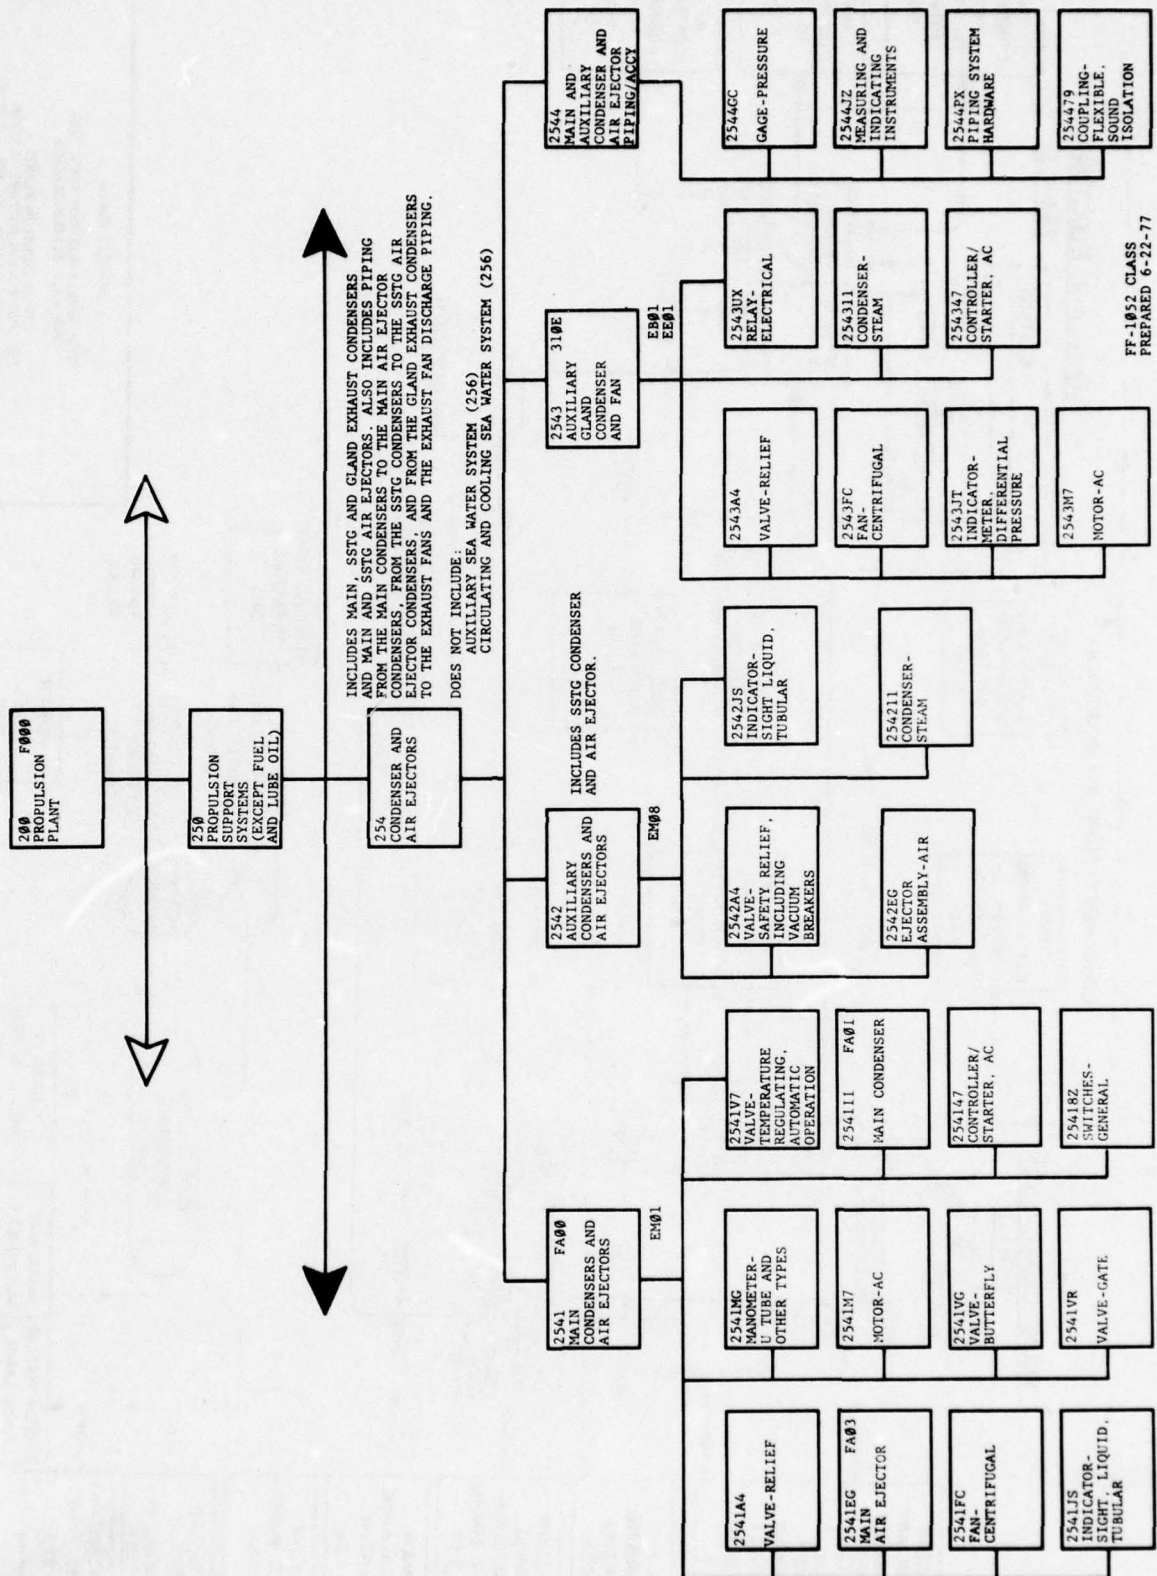 200 F000
PROPULSION
PLANT
250
PROPULSION
SUPPORT
SYSTEMS
(EXCEPT FUEL
AND LUBE OIL)
INCLUDES MAIN, SSTG AND GLAND EXHAUST CONDENSERS
AND MAIN AND SSTG AIR EJECTORS. ALSO INCLUDES PIPING
FROM THE MAIN CONDENSERS TO THE MAIN AIR EJECTOR
CONDENSERS, FROM THE SSTG CONDENSERS TO THE SSTG AIR
EJECTOR CONDENSERS, AND FROM THE GLAND EXHAUST CONDENSERS
TO THE EXHAUST FANS AND THE EXHAUST FAN DISCHARGE PIPING.
DOES NOT INCLUDE:
AUXILIARY SEA WATER SYSTEM (256)
CIRCULATING AND COOLING SEA WATER SYSTEM (256)
254
CONDENSER AND
AIR EJECTORS
2541 FA00
MAIN
CONDENSERS AND
AIR EJECTORS
EM01
2541A4
VALVE-RELIEF
2541EG FA03
MAIN
AIR EJECTOR
2541FC
FAN-
CENTRIFUGAL
2541JS
INDICATOR-
SIGHT, LIQUID,
TUBULAR
2541MG
MANOMETER-
U TUBE AND
OTHER TYPES
2541M7
MOTOR-AC
2541VG
VALVE-
BUTTERFLY
2541VR
VALVE-GATE
2541V7
VALVE-
TEMPERATURE
REGULATING,
AUTOMATIC
OPERATION
254111 FA01
MAIN CONDENSER
254147
CONTROLLER/
STARTER, AC
25418Z
SWITCHES-
GENERAL
2542
AUXILIARY
CONDENSERS AND
AIR EJECTORS
INCLUDES SSTG CONDENSER
AND AIR EJECTOR.
EM08
2542A4
VALVE-
SAFETY RELIEF,
INCLUDING
VACUUM
BREAKERS
2542EG
EJECTOR
ASSEMBLY-AIR
2542JS
INDICATOR-
SIGHT LIQUID,
TUBULAR
254211
CONDENSER-
STEAM
2543 310E
AUXILIARY
GLAND
CONDENSER
AND FAN
EB01
EE01
2543A4
VALVE-RELIEF
2543FC
FAN-
CENTRIFUGAL
2543JT
INDICATOR-
METER,
DIFFERENTIAL
PRESSURE
2543M7
MOTOR-AC
2543UX
RELAY-
ELECTRICAL
254311
CONDENSER-
STEAM
254347
CONTROLLER/
STARTER, AC
2544
MAIN AND
AUXILIARY
CONDENSER AND
AIR EJECTOR
PIPING/ACCY
2544GC
GAGE-PRESSURE
2544JZ
MEASURING AND
INDICATING
INSTRUMENTS
2544PX
PIPING SYSTEM
HARDWARE
254479
COUPLING-
FLEXIBLE,
SOUND
ISOLATION
FF-1052 CLASS
PREPARED 6-22-77